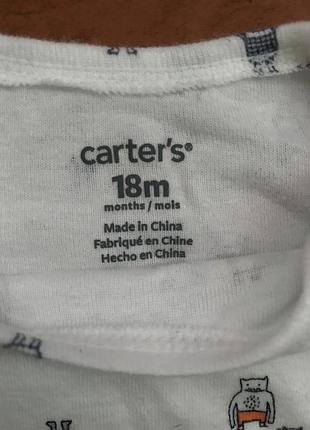 carter's®
18m
months / mois
Made in China
Fabriqué en Chine
Hecho en China